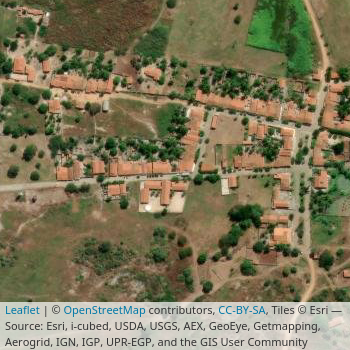 Leaflet | © OpenStreetMap contributors, CC-BY-SA, Tiles © Esri —
Source: Esri, i-cubed, USDA, USGS, AEX, GeoEye, Getmapping,
Aerogrid, IGN, IGP, UPR-EGP, and the GIS User Community